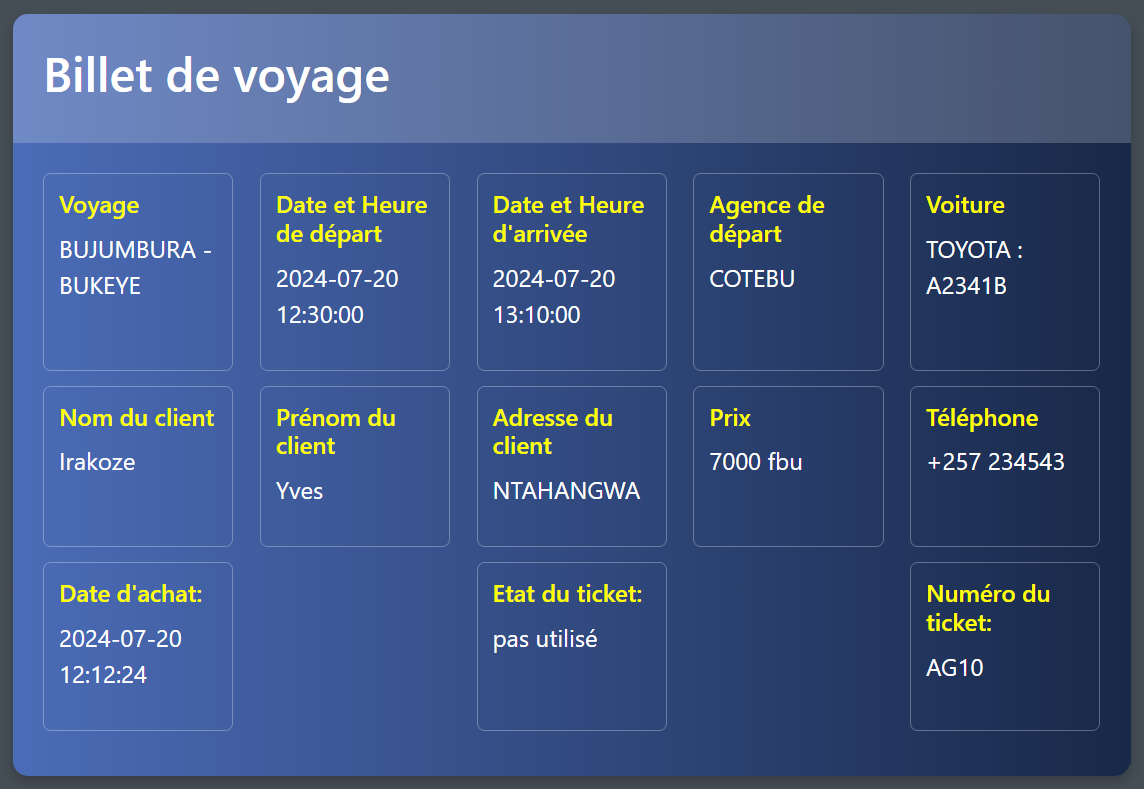 Billet de voyage
Voyage
BUJUMBURA -
BUKEYE
Date et Heure
de départ
2024-07-20
12:30:00
Date et Heure
d'arrivée
2024-07-20
13:10:00
Agence de
départ
COTEBU
Voiture
TOYOTA :
A2341B
Nom du client
Irakoze
Prénom du
client
Yves
Adresse du
client
NTAHANGWA
Prix
7000 fbu
Téléphone
+257 234543
Date d'achat:
2024-07-20
12:12:24
Etat du ticket:
pas utilisé
Numéro du
ticket:
AG10